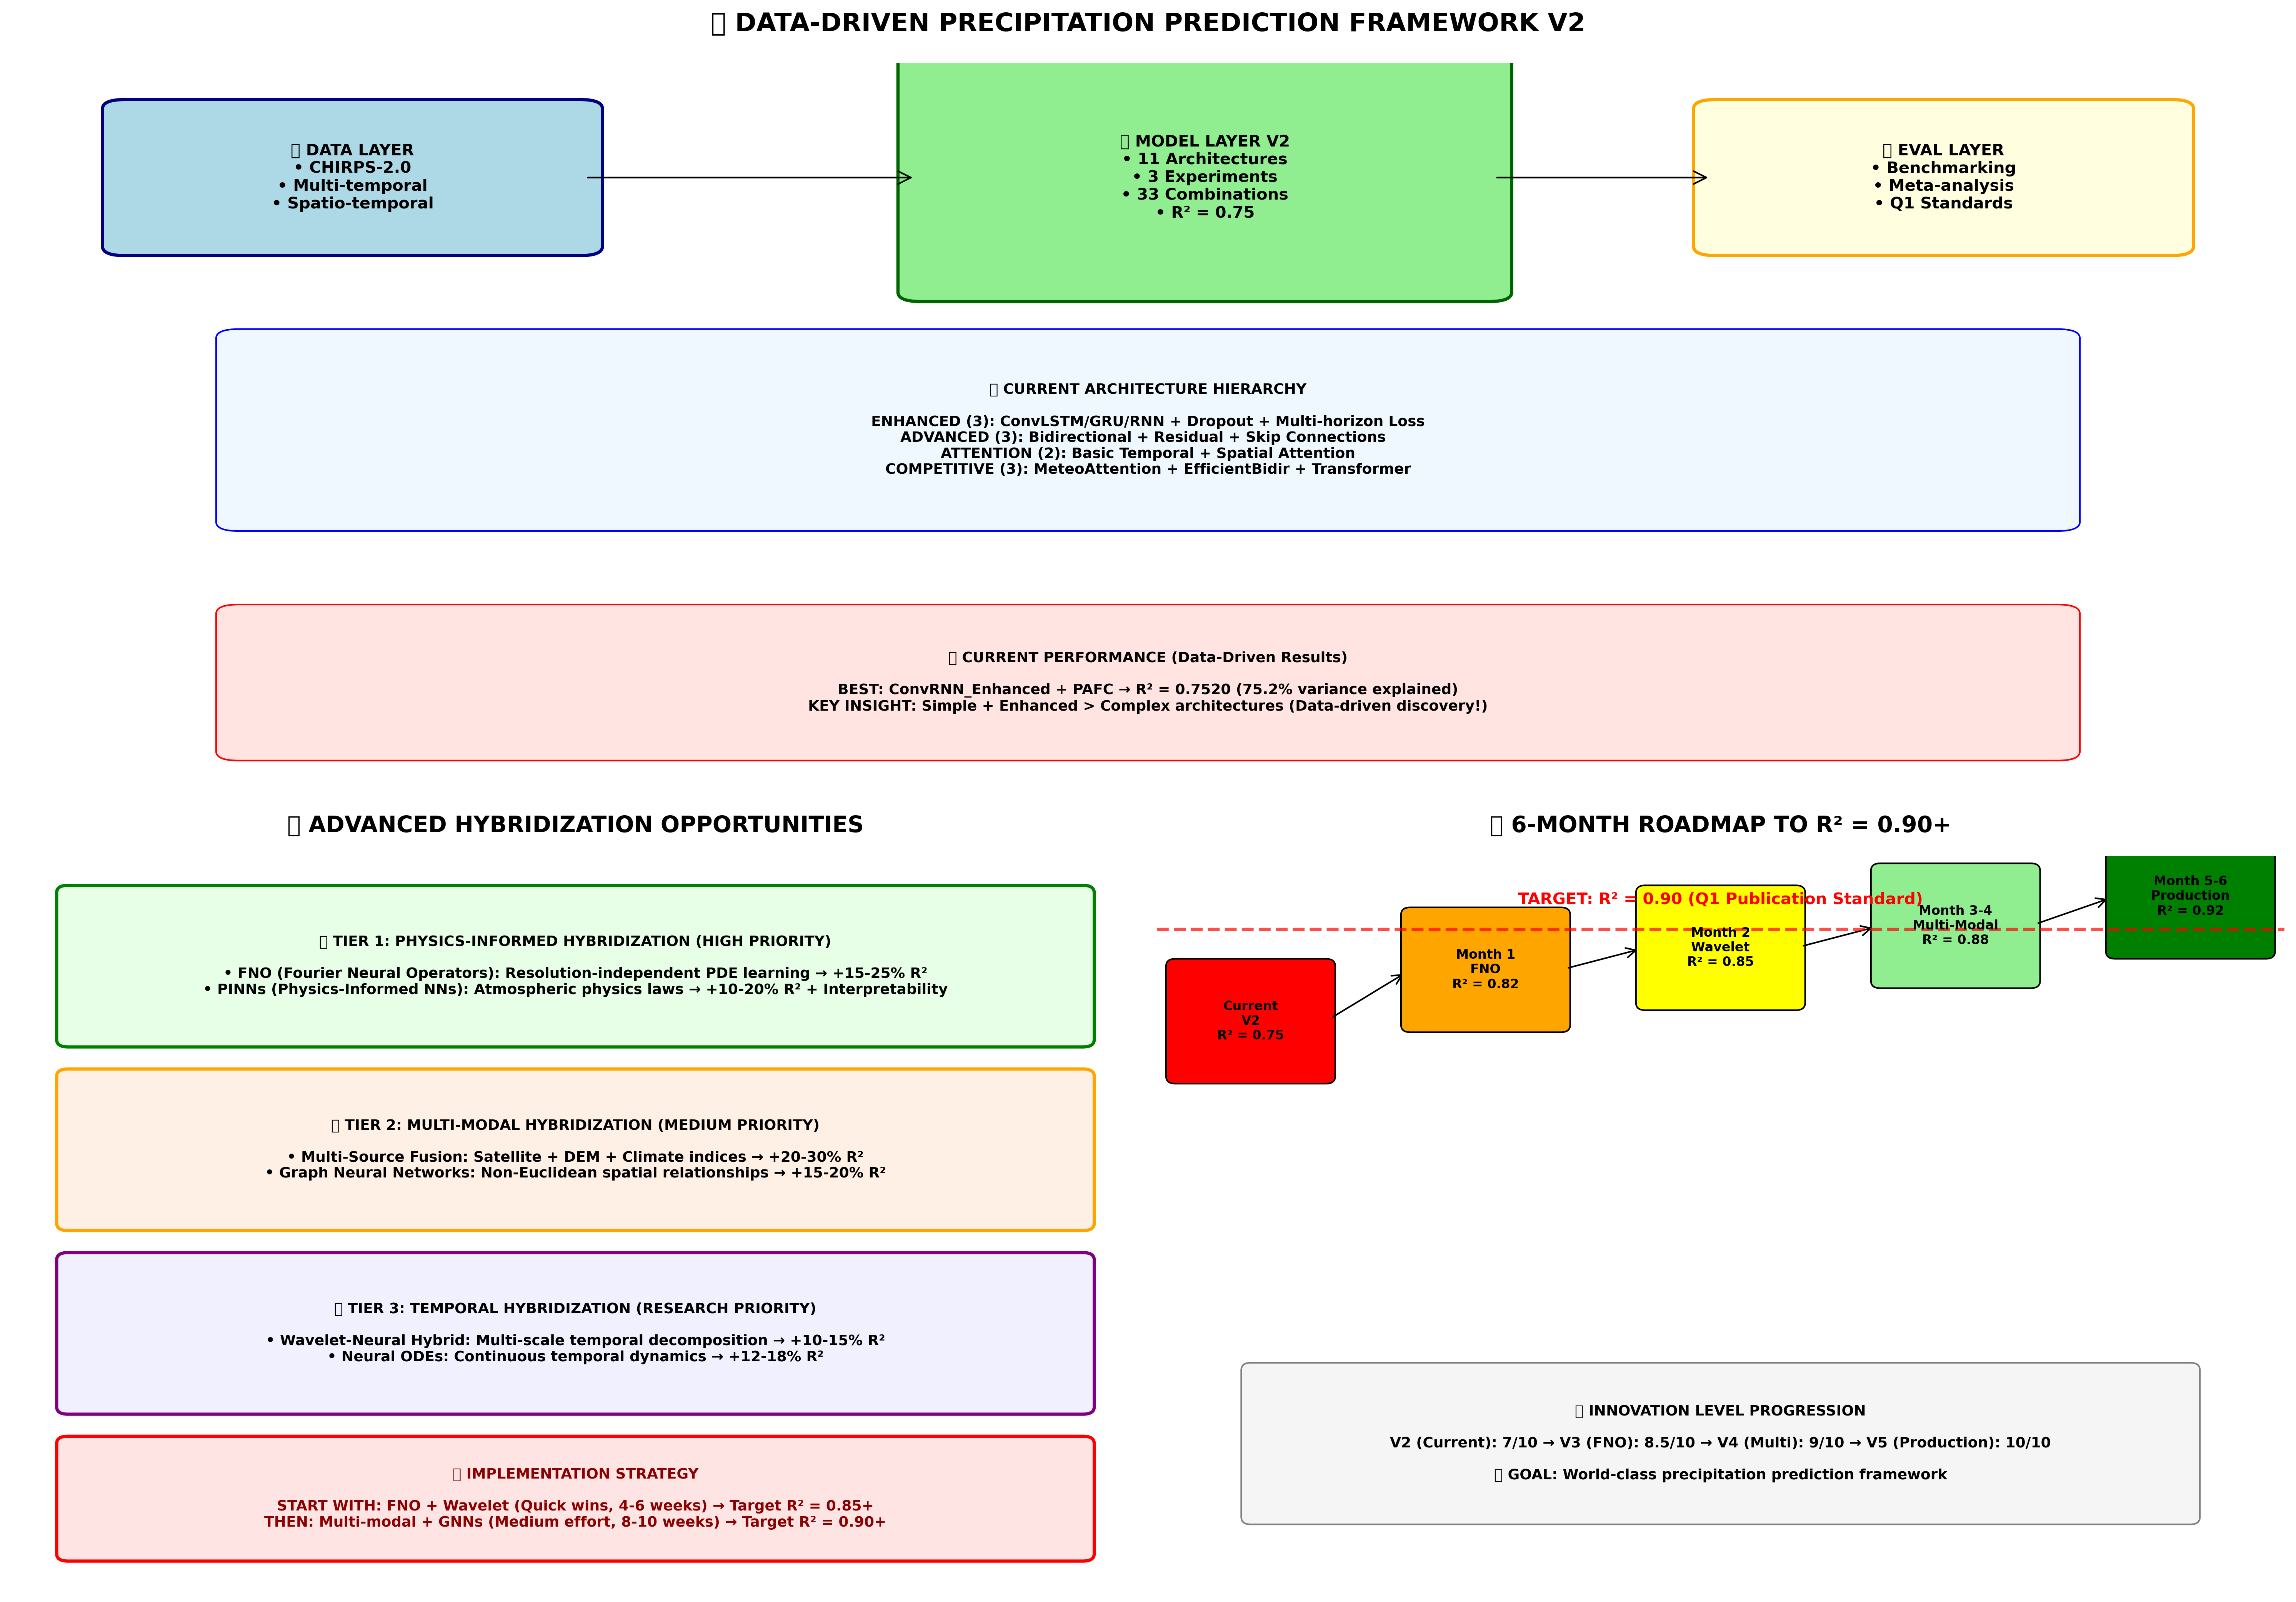 DATA-DRIVEN PRECIPITATION PREDICTION FRAMEWORK V2
DATA LAYER
• CHIRPS-2.0
• Multi-temporal
• Spatio-temporal
MODEL LAYER V2
• 11 Architectures
• 3 Experiments
• 33 Combinations
• R² = 0.75
EVAL LAYER
• Benchmarking
• Meta-analysis
• Q1 Standards
CURRENT ARCHITECTURE HIERARCHY
ENHANCED (3): ConvLSTM/GRU/RNN + Dropout + Multi-horizon Loss
ADVANCED (3): Bidirectional + Residual + Skip Connections
ATTENTION (2): Basic Temporal + Spatial Attention
COMPETITIVE (3): MeteoAttention + EfficientBidir + Transformer
CURRENT PERFORMANCE (Data-Driven Results)
BEST: ConvRNN_Enhanced + PAFC → R² = 0.7520 (75.2% variance explained)
KEY INSIGHT: Simple + Enhanced > Complex architectures (Data-driven discovery!)
ADVANCED HYBRIDIZATION OPPORTUNITIES
TIER 1: PHYSICS-INFORMED HYBRIDIZATION (HIGH PRIORITY)
• FNO (Fourier Neural Operators): Resolution-independent PDE learning → +15-25% R²
• PINNs (Physics-Informed NNs): Atmospheric physics laws → +10-20% R² + Interpretability
TIER 2: MULTI-MODAL HYBRIDIZATION (MEDIUM PRIORITY)
• Multi-Source Fusion: Satellite + DEM + Climate indices → +20-30% R²
• Graph Neural Networks: Non-Euclidean spatial relationships → +15-20% R²
TIER 3: TEMPORAL HYBRIDIZATION (RESEARCH PRIORITY)
• Wavelet-Neural Hybrid: Multi-scale temporal decomposition → +10-15% R²
• Neural ODEs: Continuous temporal dynamics → +12-18% R²
IMPLEMENTATION STRATEGY
START WITH: FNO + Wavelet (Quick wins, 4-6 weeks) → Target R² = 0.85+
THEN: Multi-modal + GNNs (Medium effort, 8-10 weeks) → Target R² = 0.90+
6-MONTH ROADMAP TO R² = 0.90+
TARGET: R² = 0.90 (Q1 Publication Standard)
Current
V2
R² = 0.75
Month 1
FNO
R² = 0.82
Month 2
Wavelet
R² = 0.85
Month 3-4
Multi-Modal
R² = 0.88
Month 5-6
Production
R² = 0.92
INNOVATION LEVEL PROGRESSION
V2 (Current): 7/10 → V3 (FNO): 8.5/10 → V4 (Multi): 9/10 → V5 (Production): 10/10
GOAL: World-class precipitation prediction framework